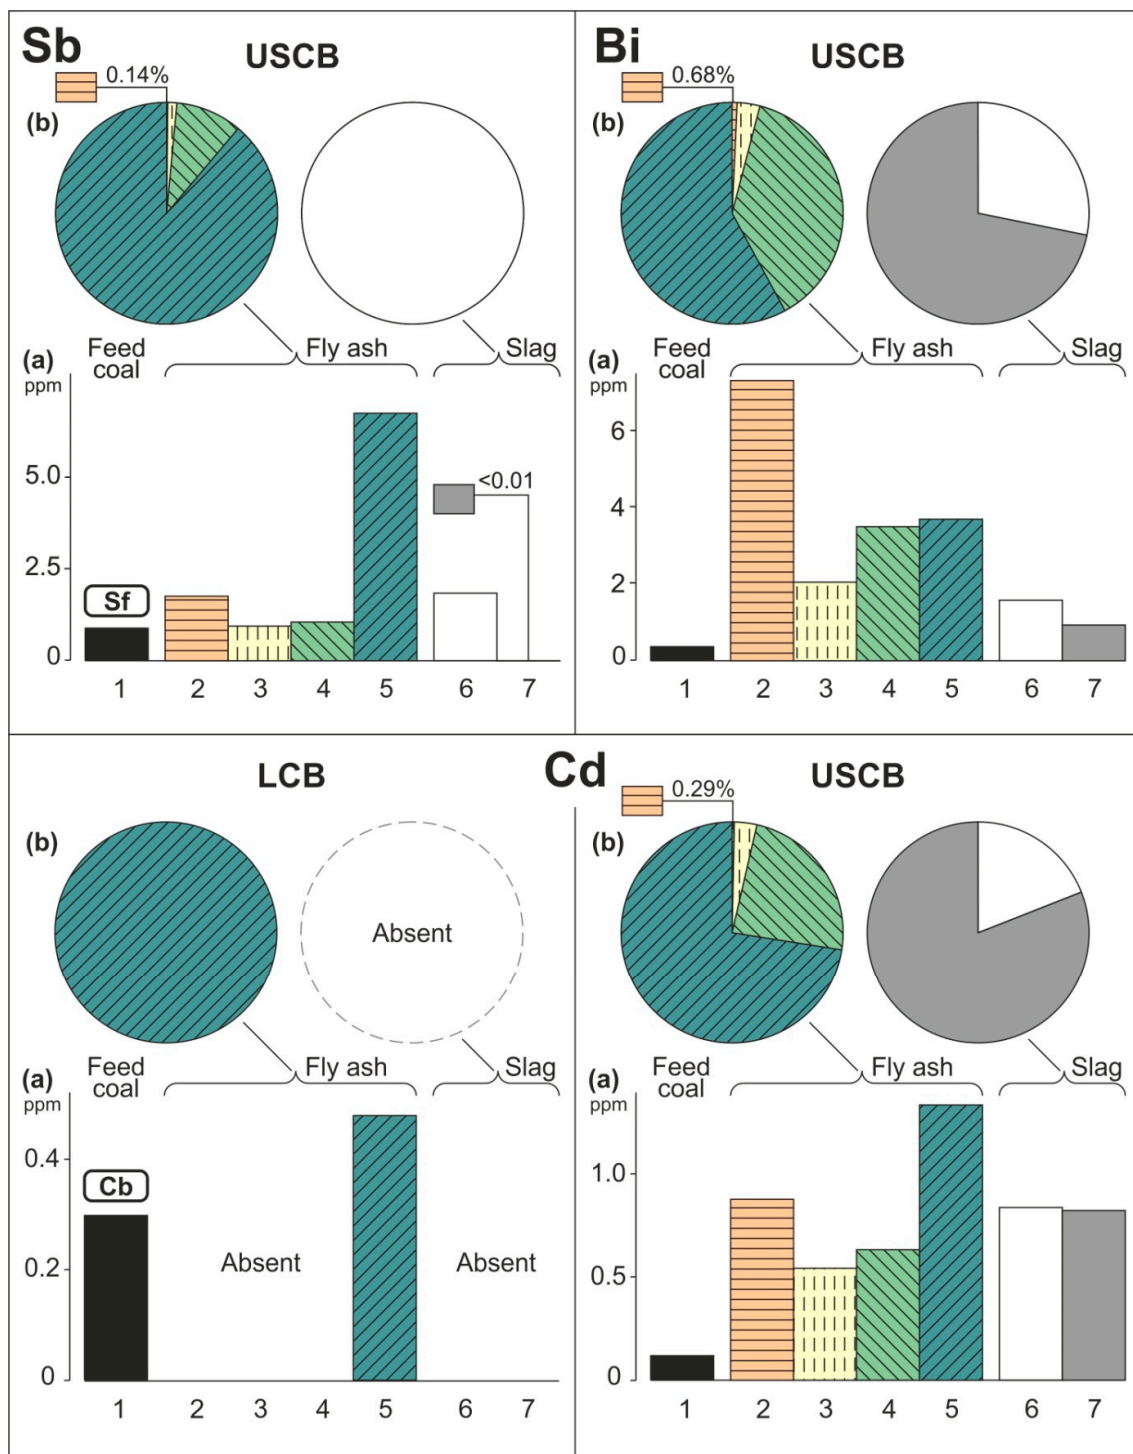 Sb
USCB
0.14%
(b)
Feed coal
Fly ash
Slag
(a)
ppm
<0.01
5.0
2.5
Sf
0
1 2 3 4 5 6 7
Bi
USCB
0.68%
(b)
Feed coal
Fly ash
Slag
(a)
ppm
6
4
2
0
1 2 3 4 5 6 7
Cd
LCB
(b)
Absent
Feed coal
Fly ash
Slag
(a)
ppm
0.4
Cb
0.2
Absent
Absent
0
1 2 3 4 5 6 7
USCB
0.29%
(b)
Feed coal
Fly ash
Slag
(a)
ppm
1.0
0.5
0
1 2 3 4 5 6 7